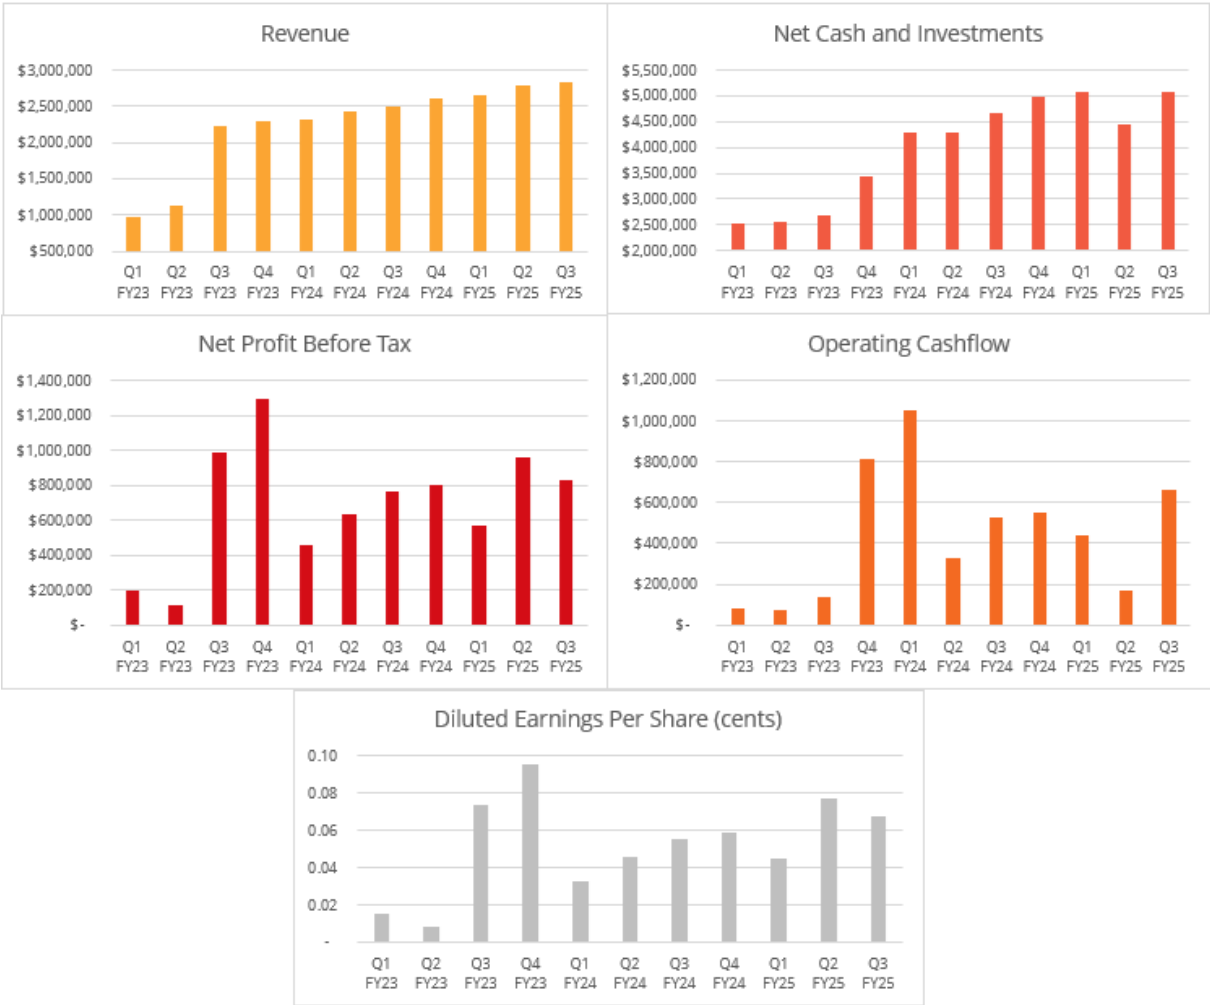 Revenue
$3,000,000
$2,500,000
$2,000,000
$1,500,000
$1,000,000
$500,000
Q1 Q2 Q3 Q4 Q1 Q2 Q3 Q4 Q1 Q2 Q3
FY23 FY23 FY23 FY23 FY24 FY24 FY24 FY24 FY25 FY25 FY25
Net Cash and Investments
$5,500,000
$5,000,000
$4,500,000
$4,000,000
$3,500,000
$3,000,000
$2,500,000
$2,000,000
Q1 Q2 Q3 Q4 Q1 Q2 Q3 Q4 Q1 Q2 Q3
FY23 FY23 FY23 FY23 FY24 FY24 FY24 FY24 FY25 FY25 FY25
Net Profit Before Tax
$1,400,000
$1,200,000
$1,000,000
$800,000
$600,000
$400,000
$200,000
$-
Q1 Q2 Q3 Q4 Q1 Q2 Q3 Q4 Q1 Q2 Q3
FY23 FY23 FY23 FY23 FY24 FY24 FY24 FY24 FY25 FY25 FY25
Operating Cashflow
$1,200,000
$1,000,000
$800,000
$600,000
$400,000
$200,000
$-
Q1 Q2 Q3 Q4 Q1 Q2 Q3 Q4 Q1 Q2 Q3
FY23 FY23 FY23 FY23 FY24 FY24 FY24 FY24 FY25 FY25 FY25
Diluted Earnings Per Share (cents)
0.10
0.08
0.06
0.04
0.02
-
Q1 Q2 Q3 Q4 Q1 Q2 Q3 Q4 Q1 Q2 Q3
FY23 FY23 FY23 FY23 FY24 FY24 FY24 FY24 FY25 FY25 FY25